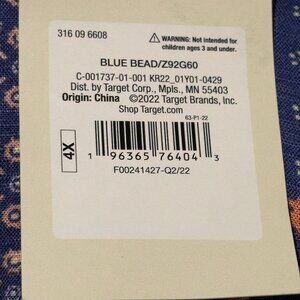 316 09 6608
WARNING: Not intended for
children ages 3 and under.
BLUE BEAD/Z92G60
C-001737-01-001 KR22_01Y01-0429
Dist. by Target Corp., Mpls., MN 55403
Origin: China ©2022 Target Brands, Inc.
Shop Target.com
63-P1-22
4X
1 96365 76404 3
F00241427-Q2/22